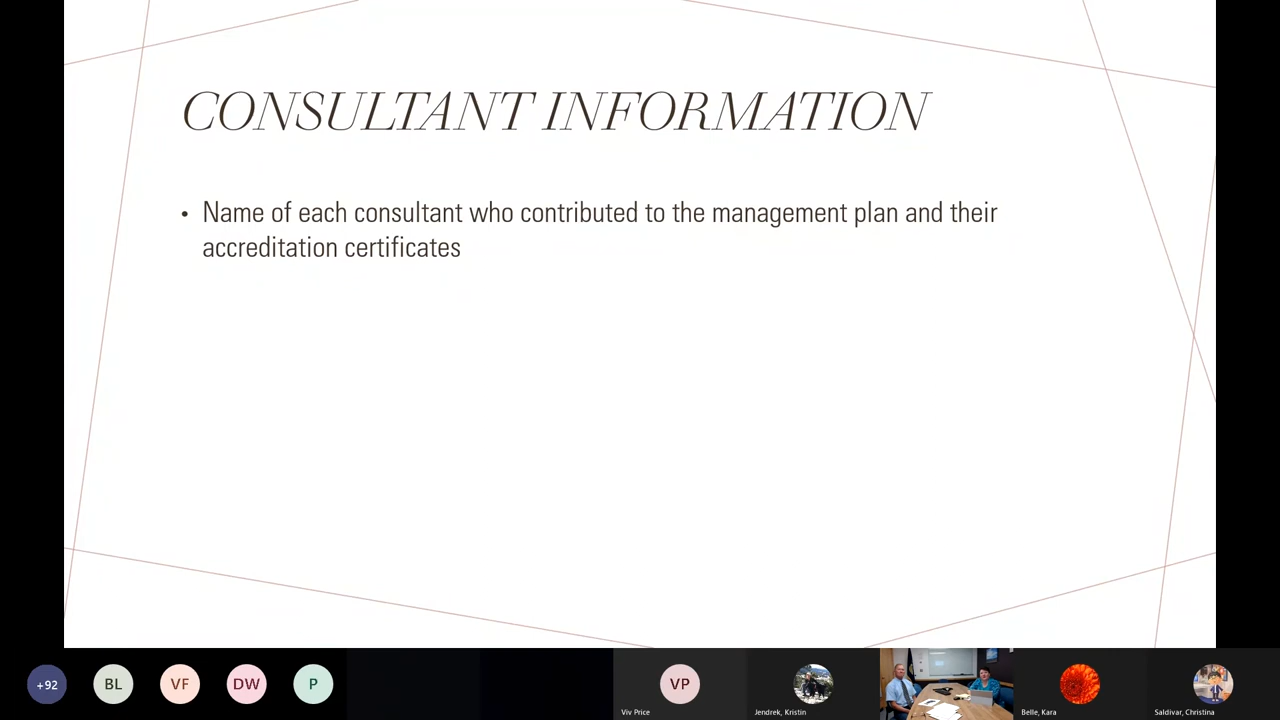 CONSULTANT INFORMATION
• Name of each consultant who contributed to the management plan and their
accreditation certificates
+92
BL
VF
DW
P
VP
Viv Price
Jendrek, Kristin
Belle, Kara
Saldivar, Christina